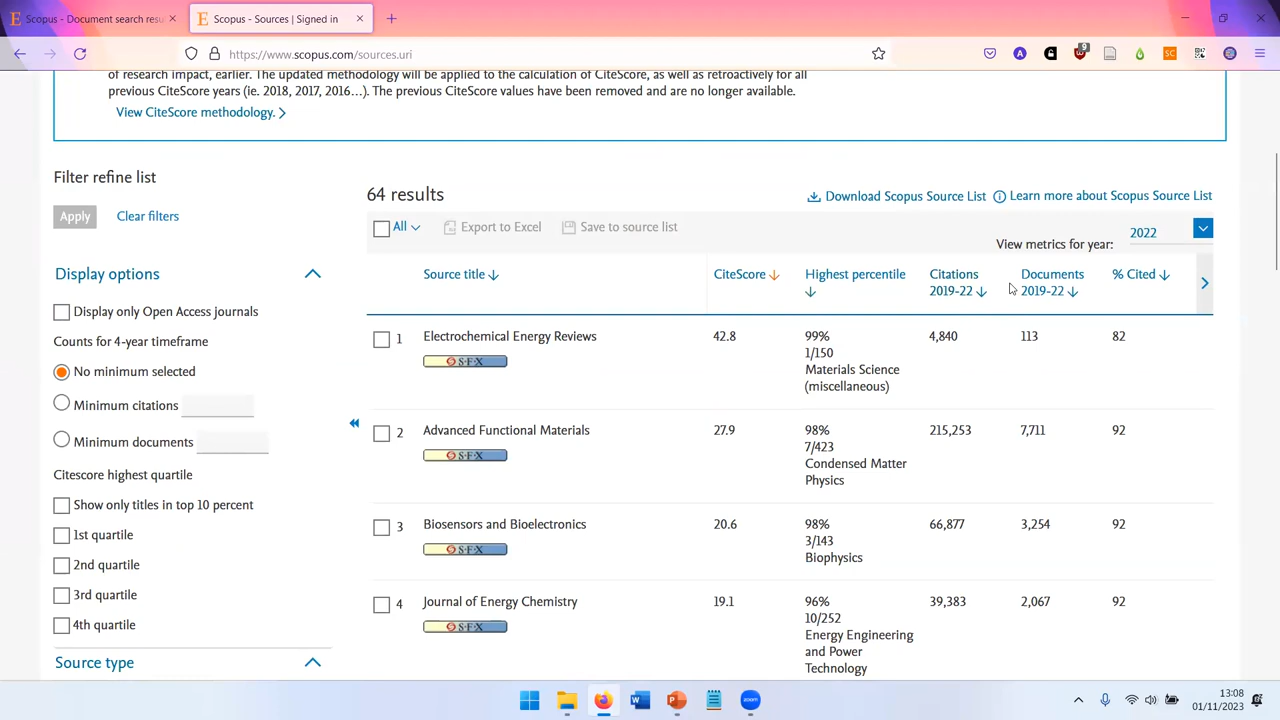 Scopus - Document search resu
Scopus - Sources | Signed in
https://www.scopus.com/sources.uri
9
A
SC
of research impact, earlier. The updated methodology will be applied to the calculation of CiteScore, as well as retroactively for all
previous CiteScore years (ie. 2018, 2017, 2016...). The previous CiteScore values have been removed and are no longer available.
View CiteScore methodology.
Filter refine list
64 results
Download Scopus Source List
Learn more about Scopus Source List
Apply
Clear filters
All
Export to Excel
Save to source list
View metrics for year:
2022
Display options
Source title
CiteScore
Highest percentile
Citations
2019-22
Documents
2019-22
% Cited
Display only Open Access journals
Counts for 4-year timeframe
No minimum selected
Minimum citations
Minimum documents
Citescore highest quartile
Show only titles in top 10 percent
1st quartile
2nd quartile
3rd quartile
4th quartile
Source type
1 Electrochemical Energy Reviews 42.8 99% 4,840 113 82
1/150
S·F·X
Materials Science
(miscellaneous)
2 Advanced Functional Materials 27.9 98% 215,253 7,711 92
7/423
S·F·X
Condensed Matter
Physics
3 Biosensors and Bioelectronics 20.6 98% 66,877 3,254 92
3/143
S·F·X
Biophysics
4 Journal of Energy Chemistry 19.1 96% 39,383 2,067 92
10/252
S·F·X
Energy Engineering
and Power
Technology
zoom
13:08
01/11/2023